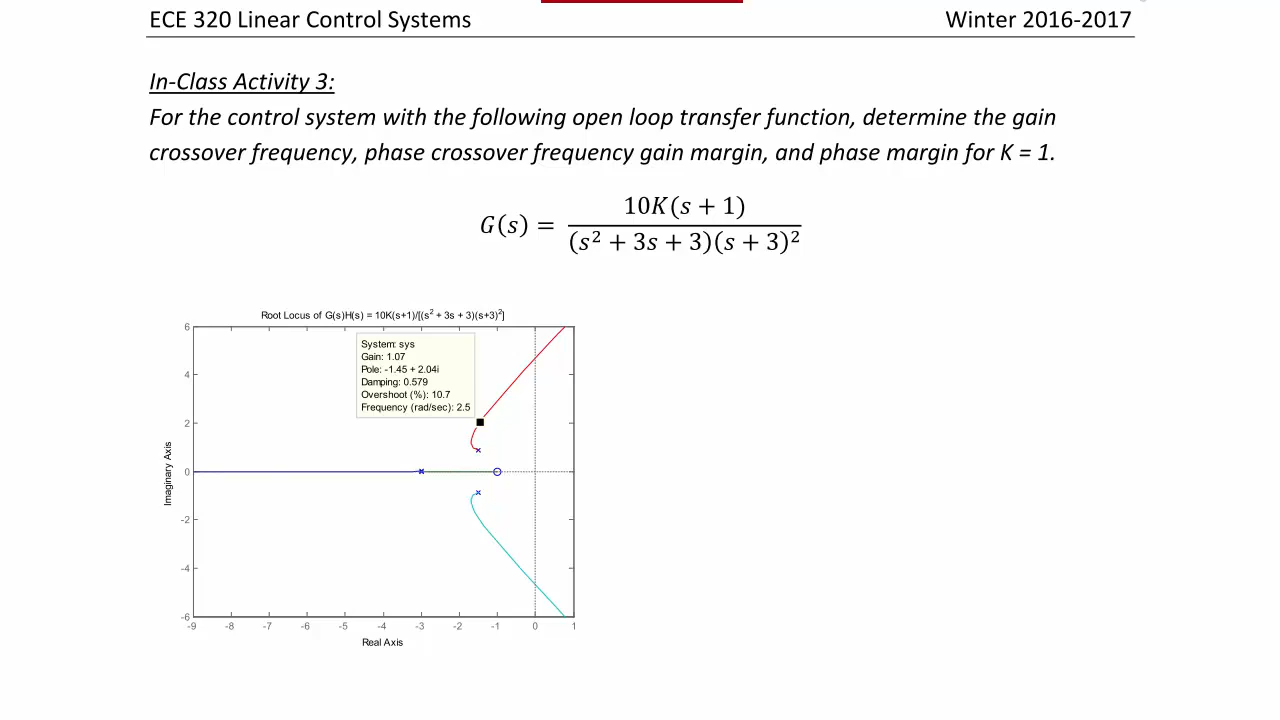 ECE 320 Linear Control Systems Winter 2016-2017
In-Class Activity 3:
For the control system with the following open loop transfer function, determine the gain
crossover frequency, phase crossover frequency gain margin, and phase margin for K = 1.
G(s) = 10K(s + 1) / (s² + 3s + 3)(s + 3)²
Root Locus of G(s)H(s) = 10K(s+1)/[(s² + 3s + 3)(s+3)²]
System: sys
Gain: 1.07
Pole: -1.45 + 2.04i
Damping: 0.579
Overshoot (%): 10.7
Frequency (rad/sec): 2.5
6
4
2
0
-2
-4
-6
Imaginary Axis
-9 -8 -7 -6 -5 -4 -3 -2 -1 0 1
Real Axis